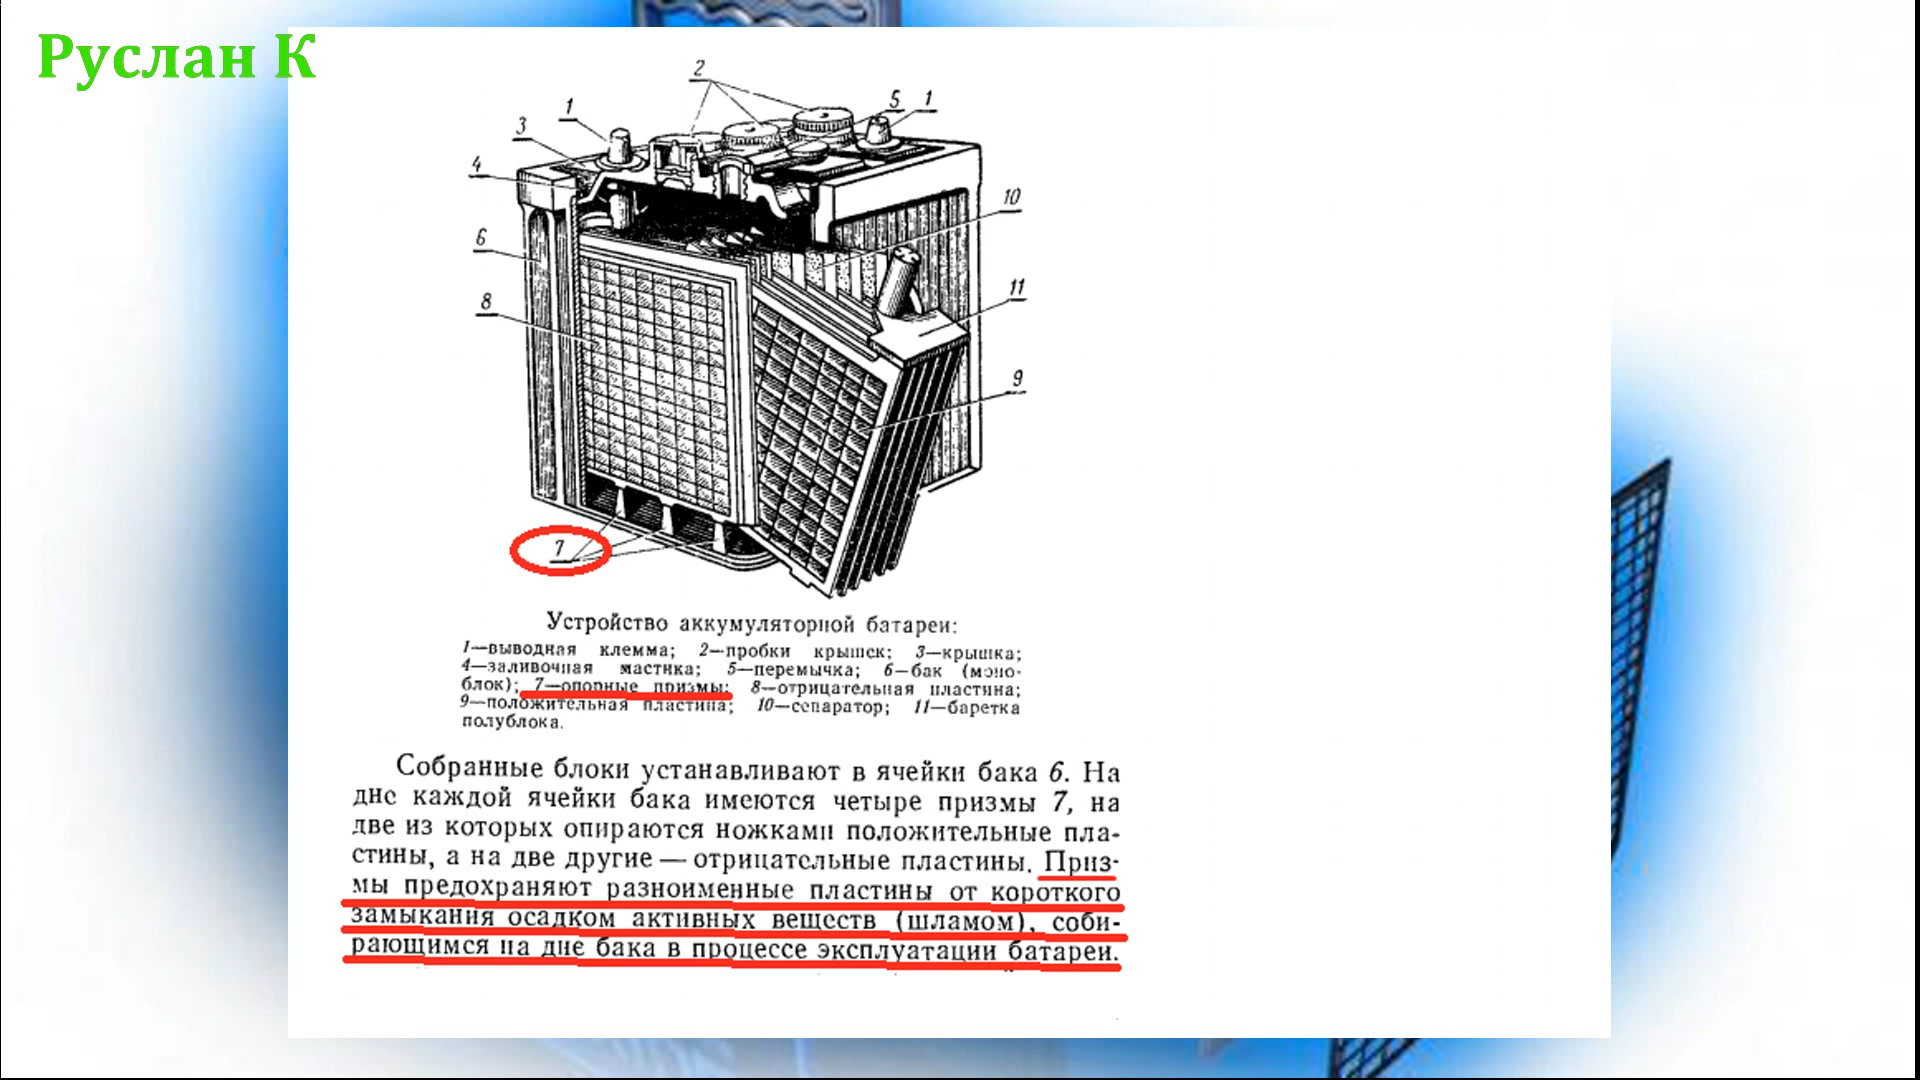 Руслан К
2
1
5
1
3
4
10
6
11
8
9
7
Устройство аккумуляторной батареи:
1—выводная клемма; 2—пробки крышек; 3—крышка;
4—заливочная мастика; 5—перемычка; 6—бак (моно-
блок); 7—опорные призмы; 8—отрицательная пластина;
9—положительная пластина; 10—сепаратор; 11—баретка
полублока.
Собранные блоки устанавливают в ячейки бака 6. На
дне каждой ячейки бака имеются четыре призмы 7, на
две из которых опираются ножками положительные пла-
стины, а на две другие — отрицательные пластины. Приз-
мы предохраняют разноименные пластины от короткого
замыкания осадком активных веществ (шламом), соби-
рающимся на дне бака в процессе эксплуатации батареи.